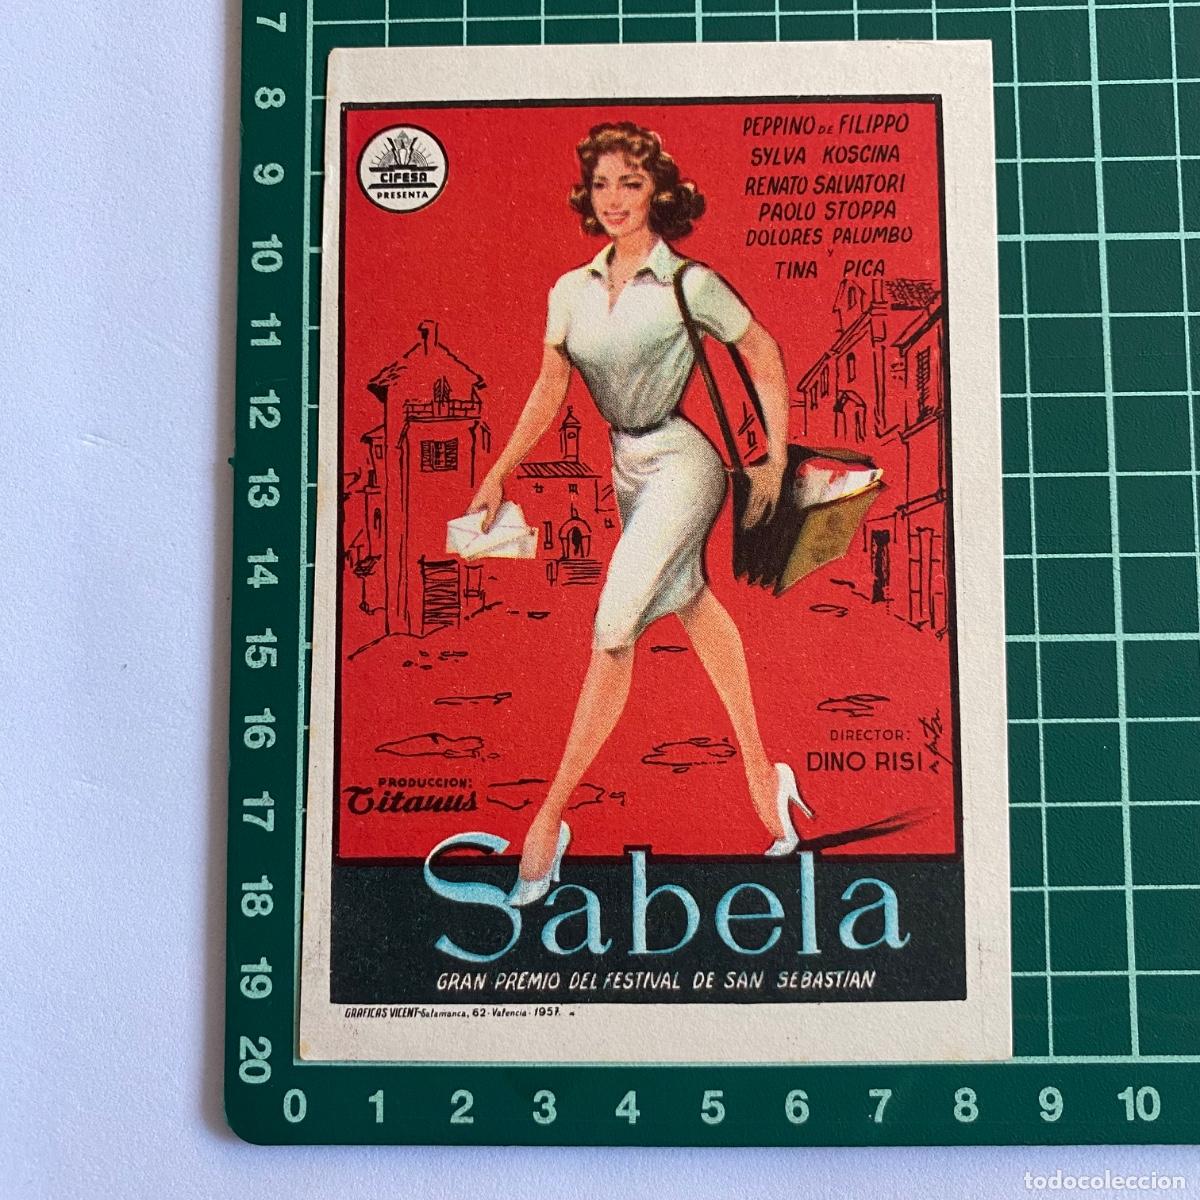 CIFESA
PRESENTA
PEPPINO DE FILIPPO
SYLVA KOSCINA
RENATO SALVATORI
PAOLO STOPPA
DOLORES PALUMBO
Y
TINA PICA
DIRECTOR:
DINO RISI
PRODUCCION:
Titanus
Sabela
GRAN PREMIO DEL FESTIVAL DE SAN SEBASTIAN
GRAFICAS VICENT-Salamanca, 62-Valencia-1957.
7
8
9
10
11
12
13
14
15
16
17
18
19
20
0 1 2 3 4 5 6 7 8 9 10
todocoleccion